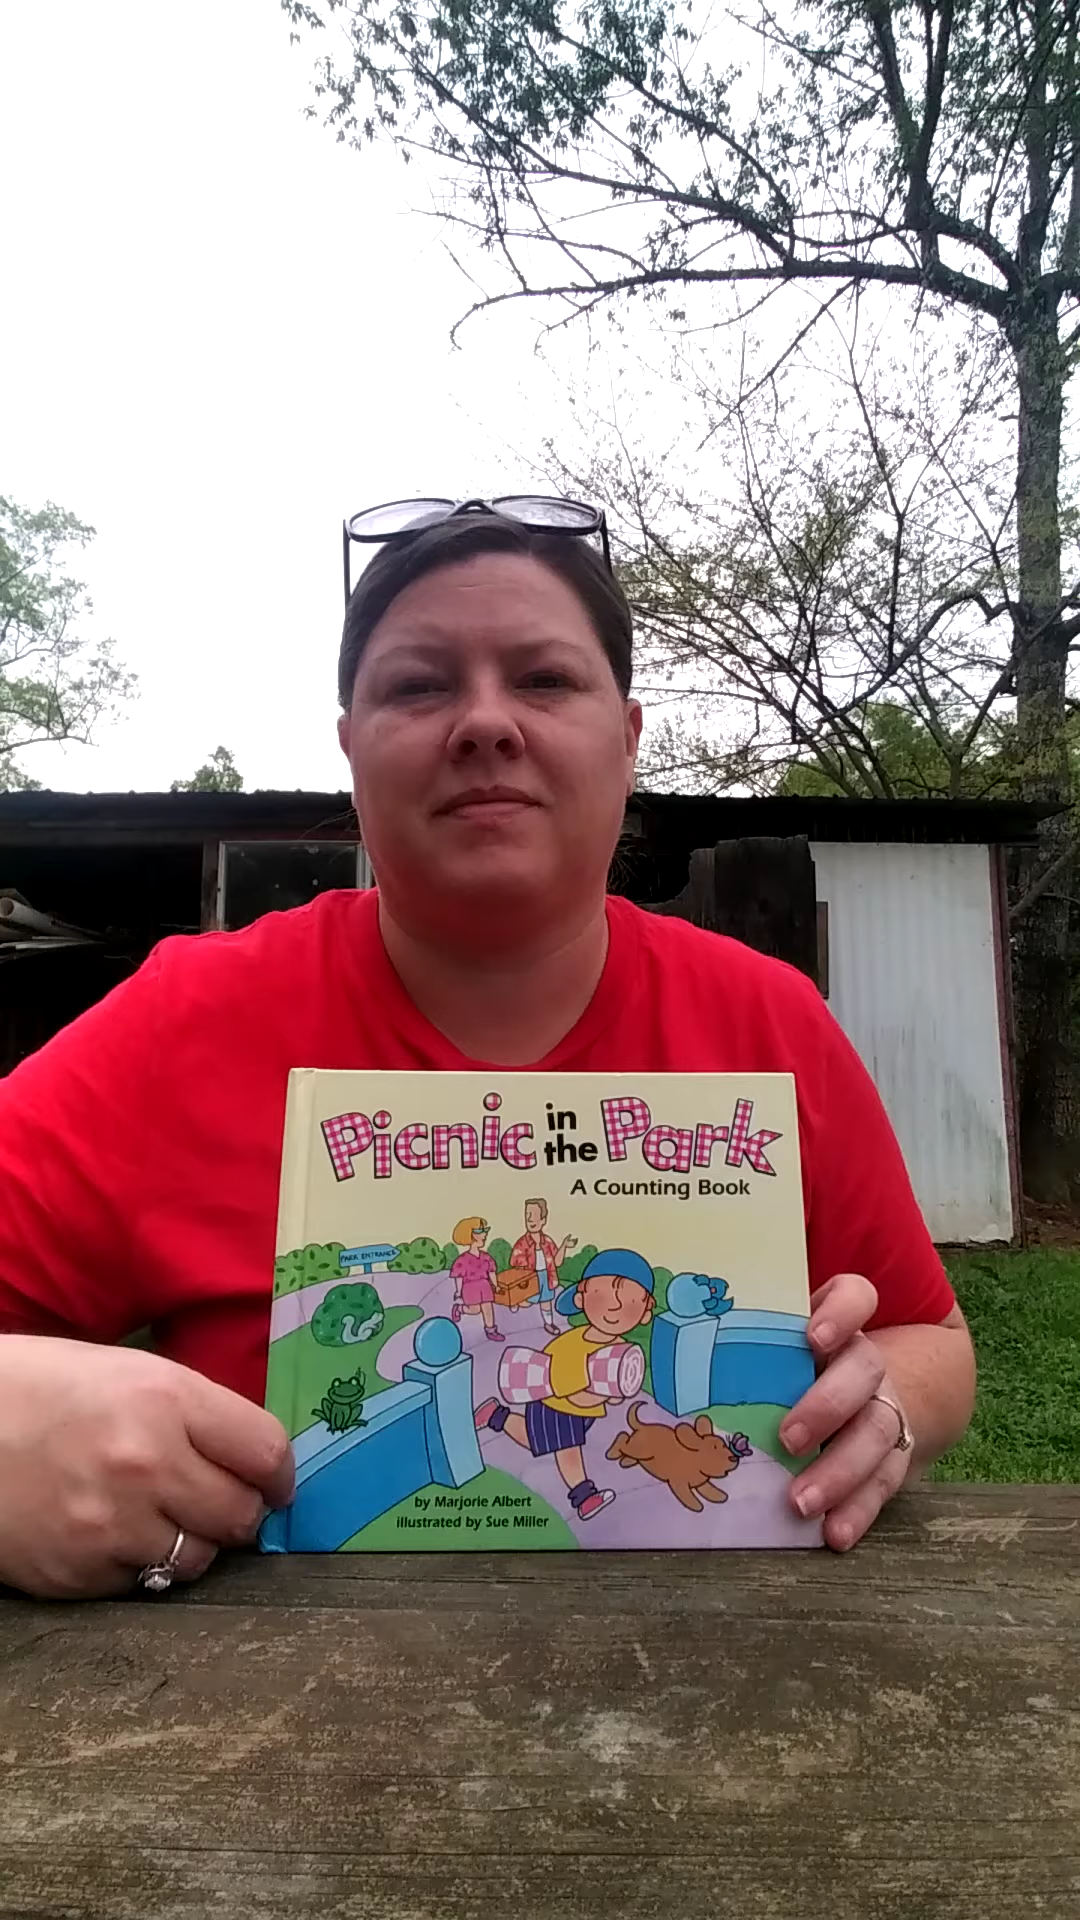 Picnic in the Park
A Counting Book
PARK ENTRANCE
by Marjorie Albert
illustrated by Sue Miller